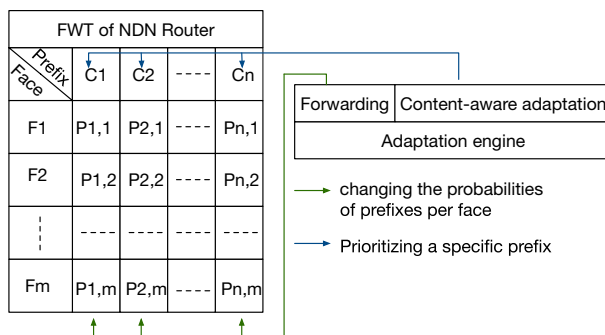 FWT of NDN Router
Prefix
Face
C1 C2 ---- Cn
F1 P1,1 P2,1 ---- Pn,1
F2 P1,2 P2,2 ---- Pn,2
---- ---- ---- ---- ----
Fm P1,m P2,m ---- Pn,m
Forwarding Content-aware adaptation
Adaptation engine
changing the probabilities
of prefixes per face
Prioritizing a specific prefix